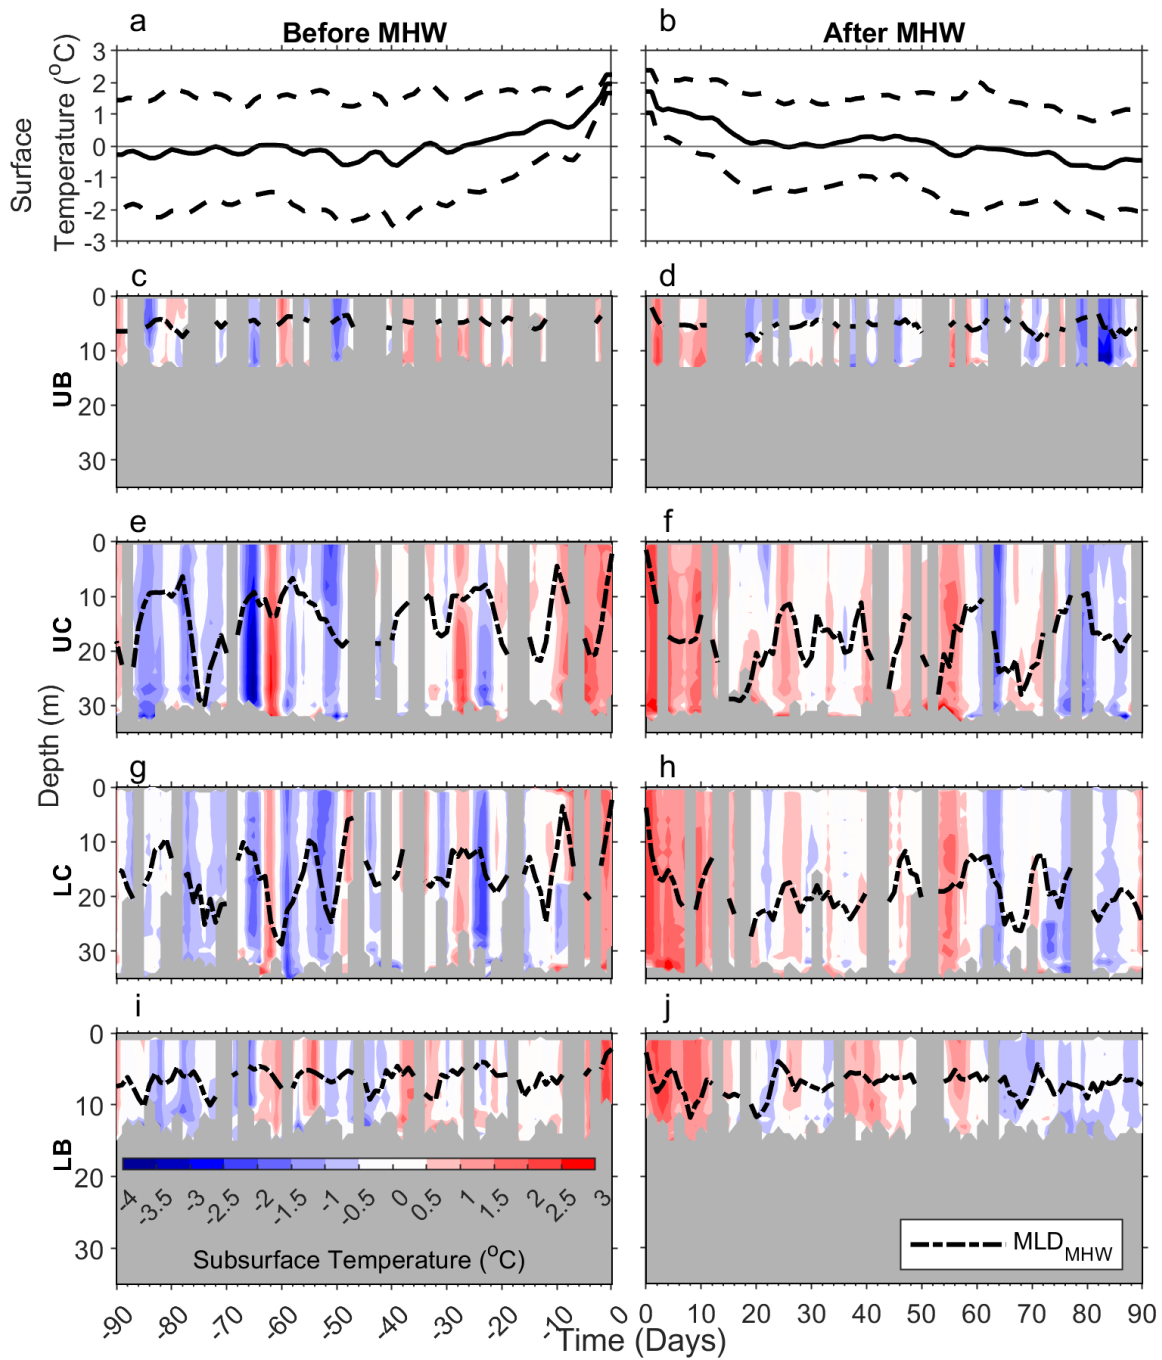 a
Before MHW
b
After MHW
Surface
Temperature (°C)
3
2
1
0
-1
-2
-3
c
d
UB
0
10
20
30
e
f
UC
0
10
20
30
Depth (m)
g
h
LC
0
10
20
30
i
j
LB
0
10
20
30
-4
-3.5
-3
-2.5
-2
-1.5
-1
-0.5
0
0.5
1
1.5
2
2.5
3
Subsurface Temperature (°C)
MLD MHW
-90
-80
-70
-60
-50
-40
-30
-20
-10
0
0
10
20
30
40
50
60
70
80
90
Time (Days)